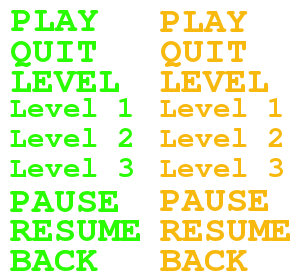 PLAY PLAY
QUIT QUIT
LEVEL LEVEL
Level 1 Level 1
Level 2 Level 2
Level 3 Level 3
PAUSE PAUSE
RESUME RESUME
BACK BACK